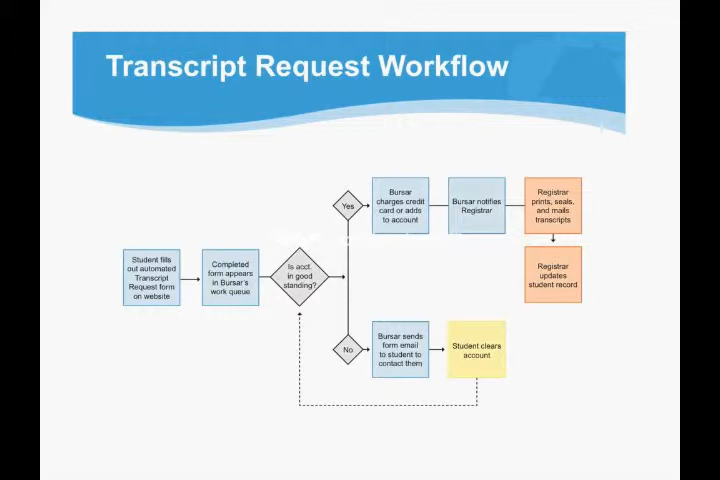 Transcript Request Workflow
Student fills
out automated
Transcript
Request form
on website
Completed
form appears
in Bursar's
work queue
Is acct.
in good
standing?
Yes
Bursar
charges credit
card or adds
to account
Bursar notifies
Registrar
Registrar
prints, seals,
and mails
transcripts
Registrar
updates
student record
No
Bursar sends
form email
to student to
contact them
Student clears
account